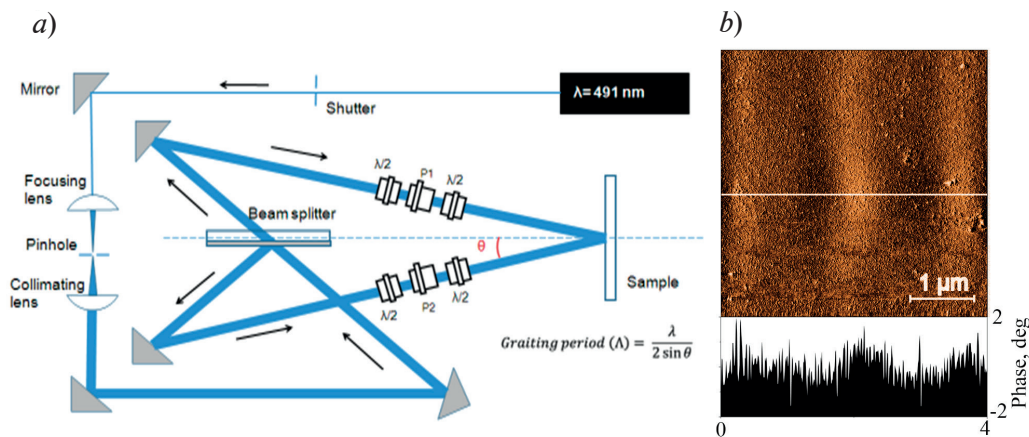 a)
b)
Mirror
λ= 491 nm
Shutter
Focusing
lens
λ/2
P1
λ/2
Beam splitter
Pinhole
θ
Collimating
lens
Sample
λ/2
P2
λ/2
1 μm
Graiting period (Λ) = λ / 2 sin θ
2
Phase, deg
-2
0
4